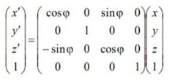 (x') (cosφ 0 sinφ 0)(x')
(y')=(0 1 0 0)(y)
(z') (-sinφ 0 cosφ 0)(z)
(1) (0 0 0 1)(1)